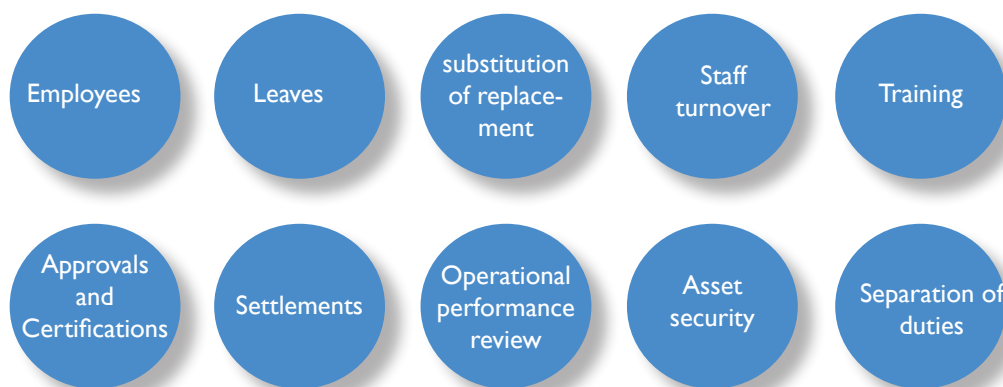 Employees
Leaves
substitution
of replace-
ment
Staff
turnover
Training
Approvals
and
Certifications
Settlements
Operational
performance
review
Asset
security
Separation of
duties